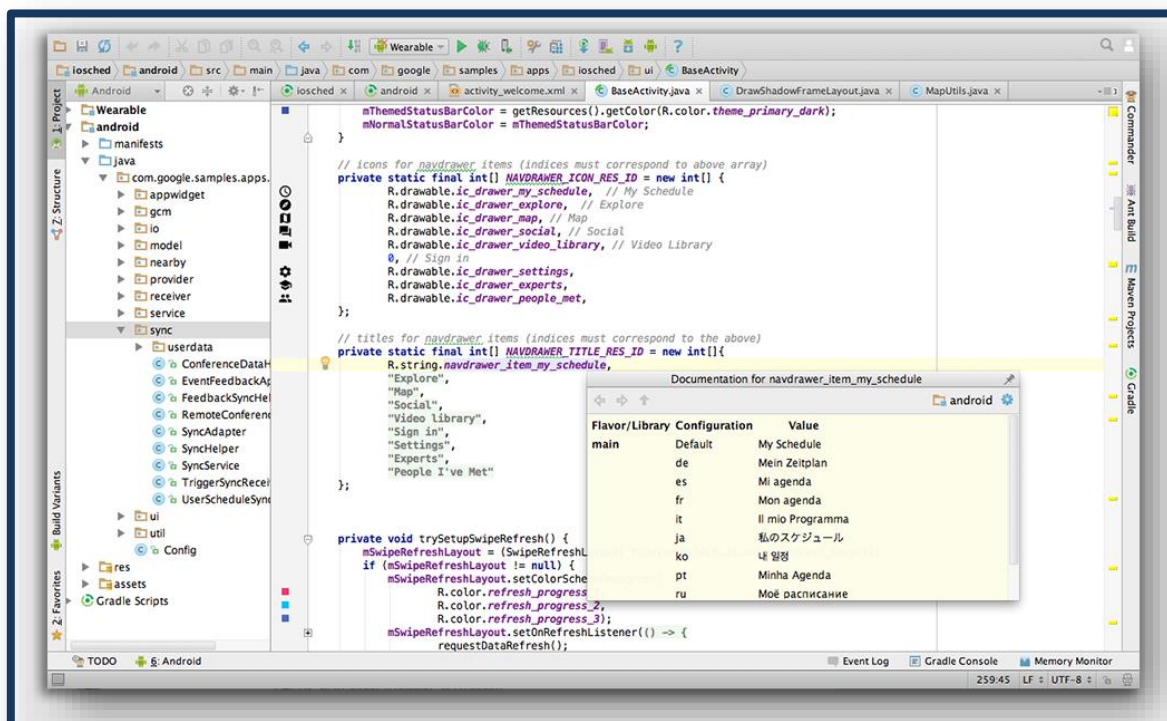 Wearable
iosched android src main java com google samples apps iosched ui BaseActivity
Android
iosched android activity_welcome.xml BaseActivity.java DrawShadowFrameLayout.java MapUtils.java
1: Project
Z: Structure
Build Variants
2: Favorites
Wearable
android
manifests
java
com.google.samples.apps.
appwidget
gcm
io
model
nearby
provider
receiver
service
sync
userdata
ConferenceDataH
EventFeedbackAp
FeedbackSyncHel
RemoteConferenc
SyncAdapter
SyncHelper
SyncService
TriggerSyncRecei
UserScheduleSync
ui
util
Config
res
assets
Gradle Scripts
mThemedStatusBarColor = getResources().getColor(R.color.theme_primary_dark);
mNormalStatusBarColor = mThemedStatusBarColor;
}
// icons for navdrawer items (indices must correspond to above array)
private static final int[] NAVDRAWER_ICON_RES_ID = new int[] {
R.drawable.ic_drawer_my_schedule, // My Schedule
R.drawable.ic_drawer_explore, // Explore
R.drawable.ic_drawer_map, // Map
R.drawable.ic_drawer_social, // Social
R.drawable.ic_drawer_video_library, // Video Library
0, // Sign in
R.drawable.ic_drawer_settings,
R.drawable.ic_drawer_experts,
R.drawable.ic_drawer_people_met,
};
// titles for navdrawer items (indices must correspond to the above)
private static final int[] NAVDRAWER_TITLE_RES_ID = new int[]{
R.string.navdrawer_item_my_schedule,
"Explore",
"Map",
"Social",
"Video library",
"Sign in",
"Settings",
"Experts",
"People I've Met"
};
private void trySetupSwipeRefresh() {
mSwipeRefreshLayout = (SwipeRefreshL
if (mSwipeRefreshLayout != null) {
mSwipeRefreshLayout.setColorSche
R.color.refresh_progress
R.color.refresh_progress_2,
R.color.refresh_progress_3);
mSwipeRefreshLayout.setOnRefreshListener(() -> {
requestDataRefresh();
Documentation for navdrawer_item_my_schedule
android
Flavor/Library Configuration Value
main Default My Schedule
de Mein Zeitplan
es Mi agenda
fr Mon agenda
it Il mio Programma
ja 私のスケジュール
ko 내 일정
pt Minha Agenda
ru Моё расписание
Commander
Ant Build
Maven Projects
Gradle
TODO 6: Android Event Log Gradle Console Memory Monitor
259:45 LF UTF-8